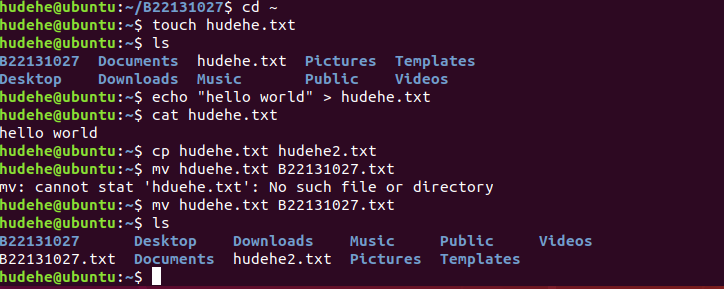 hudehe@ubuntu:~/B22131027$ cd ~
hudehe@ubuntu:~$ touch hudehe.txt
hudehe@ubuntu:~$ ls
B22131027  Documents  hudehe.txt  Pictures  Templates
Desktop    Downloads  Music       Public    Videos
hudehe@ubuntu:~$ echo "hello world" > hudehe.txt
hudehe@ubuntu:~$ cat hudehe.txt
hello world
hudehe@ubuntu:~$ cp hudehe.txt hudehe2.txt
hudehe@ubuntu:~$ mv hduehe.txt B22131027.txt
mv: cannot stat 'hduehe.txt': No such file or directory
hudehe@ubuntu:~$ mv hudehe.txt B22131027.txt
hudehe@ubuntu:~$ ls
B22131027      Desktop    Downloads    Music     Public     Videos
B22131027.txt  Documents  hudehe2.txt  Pictures  Templates
hudehe@ubuntu:~$